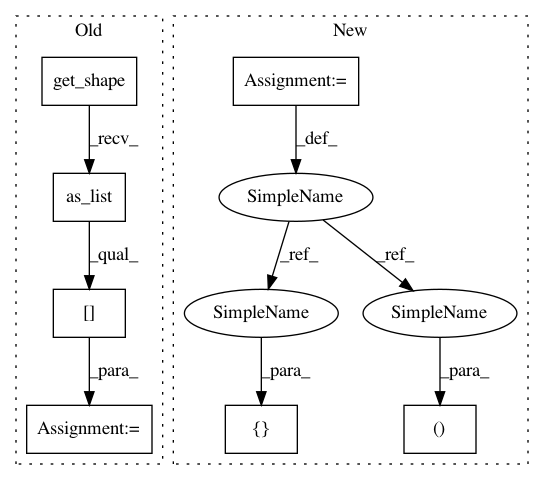 Old
New
get_shape
Assignment:=
_recv_
_def_
as_list
SimpleName
_qual_
_ref_
_ref_
[]
SimpleName
SimpleName
_para_
_para_
_para_
Assignment:=
{}
()